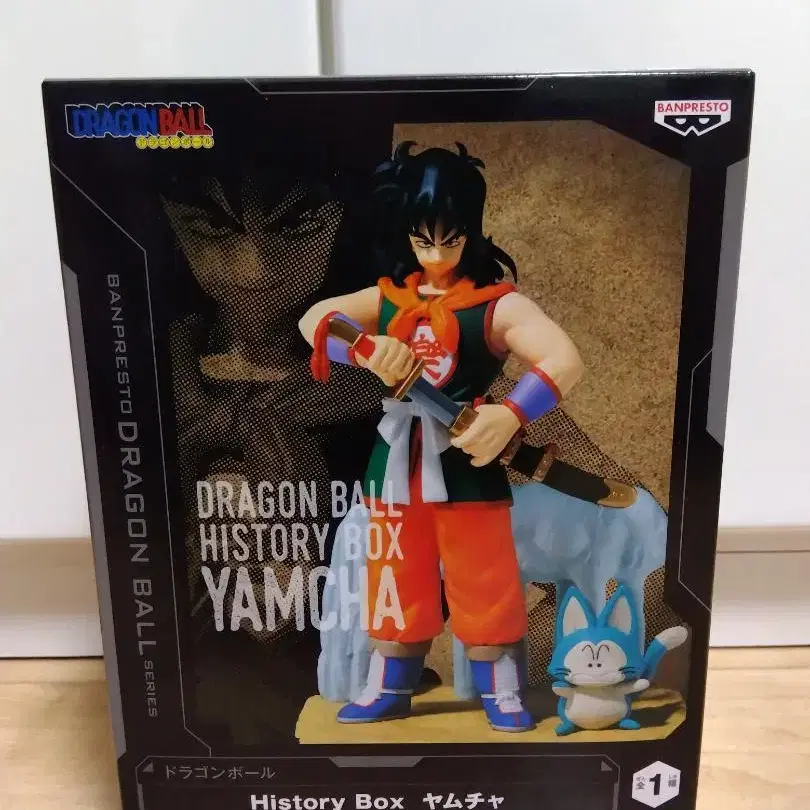 DRAGON BALL
ドラゴンボール
BANPRESTO
BANPRESTO DRAGON BALL SERIES
DRAGON BALL
HISTORY BOX
YAMCHA
ドラゴンボール
History Box ヤムチャ
全1種